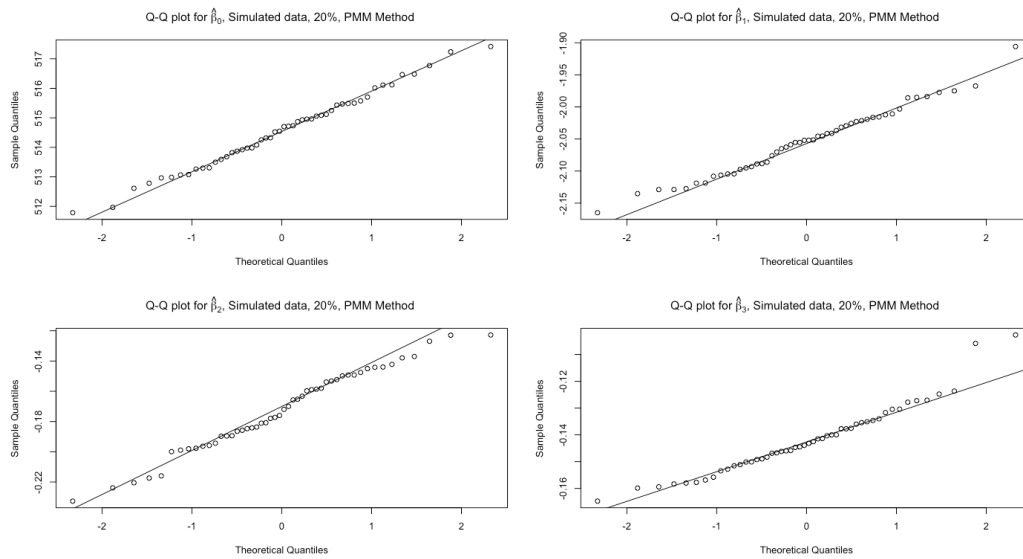 Q-Q plot for β̂₀, Simulated data, 20%, PMM Method
Sample Quantiles
517
516
515
514
513
512
-2 -1 0 1 2
Theoretical Quantiles
Q-Q plot for β̂₁, Simulated data, 20%, PMM Method
Sample Quantiles
-1.90
-1.95
-2.00
-2.05
-2.10
-2.15
-2 -1 0 1 2
Theoretical Quantiles
Q-Q plot for β̂₂, Simulated data, 20%, PMM Method
Sample Quantiles
-0.14
-0.18
-0.22
-2 -1 0 1 2
Theoretical Quantiles
Q-Q plot for β̂₃, Simulated data, 20%, PMM Method
Sample Quantiles
-0.12
-0.14
-0.16
-2 -1 0 1 2
Theoretical Quantiles